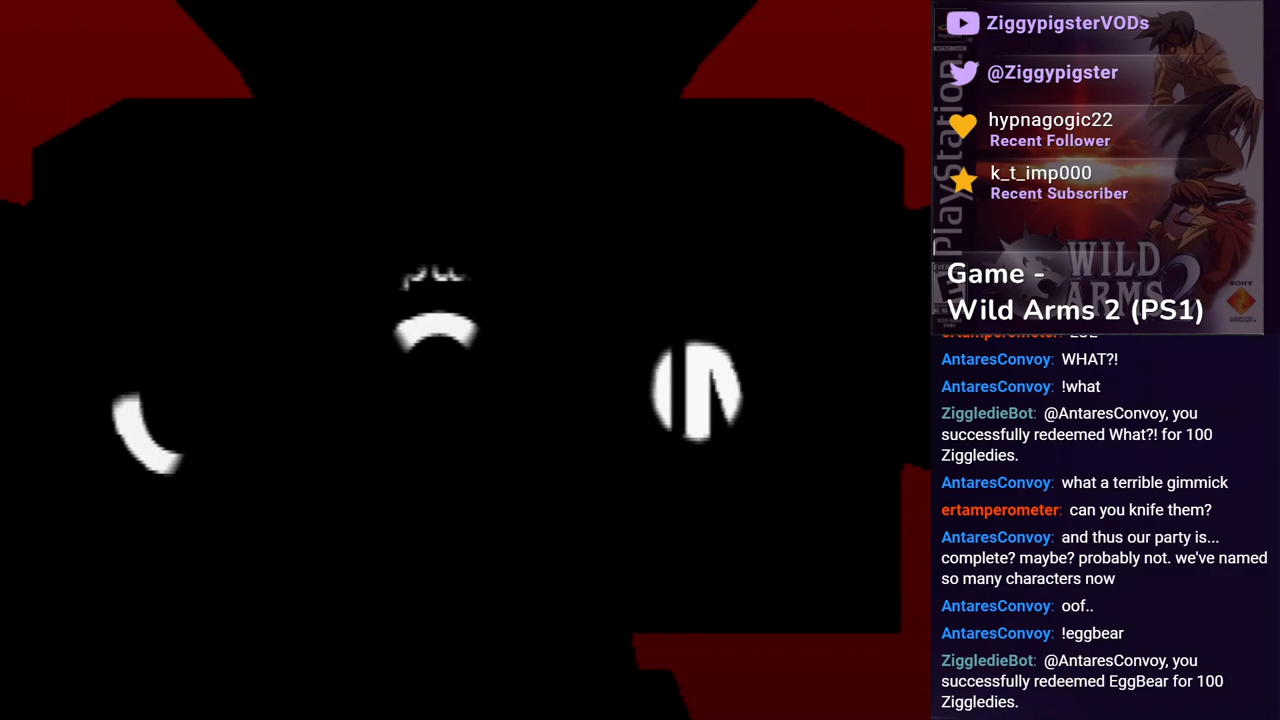 ZiggypigsterVODs
@Ziggypigster
hypnagogic22
Recent Follower
k_t_imp000
Recent Subscriber
PlayStation
WILD
ARMS 2
SONY
Game -
Wild Arms 2 (PS1)
AntaresConvoy: WHAT?!
AntaresConvoy: !what
ZiggledieBot: @AntaresConvoy, you
successfully redeemed What?! for 100
Ziggledies.
AntaresConvoy: what a terrible gimmick
ertamperometer: can you knife them?
AntaresConvoy: and thus our party is...
complete? maybe? probably not. we've named
so many characters now
AntaresConvoy: oof..
AntaresConvoy: !eggbear
ZiggledieBot: @AntaresConvoy, you
successfully redeemed EggBear for 100
Ziggledies.